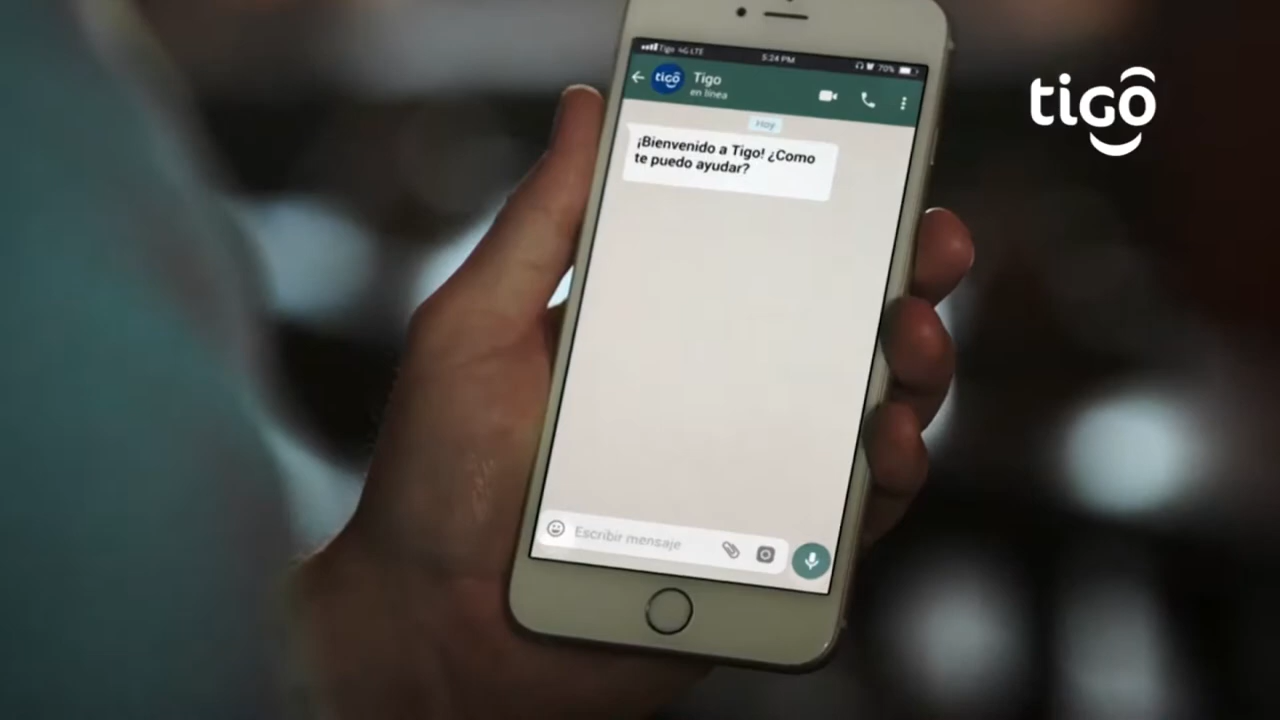 Tigo 4G LTE
5:24 PM
70%
tigo
Tigo
en línea
tigo
Hoy
¡Bienvenido a Tigo! ¿Como
te puedo ayudar?
Escribir mensaje